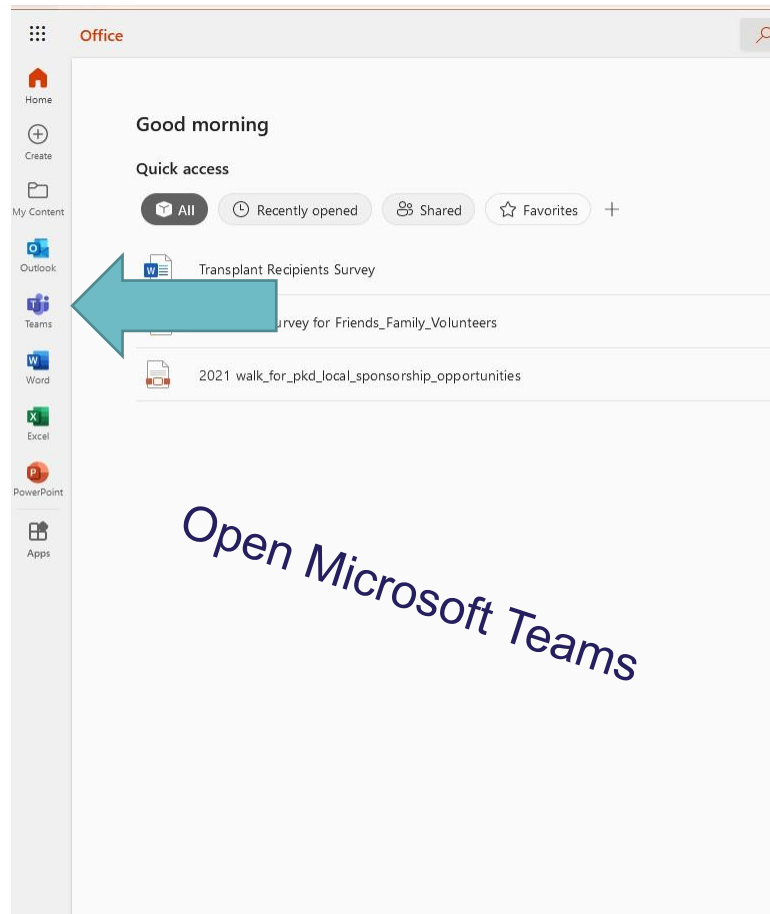 Office
Home
Good morning
Create
Quick access
My Content
All
Recently opened
Shared
Favorites
Outlook
Transplant Recipients Survey
Teams
for Friends_Family_Volunteers
Word
2021 walk_for_pkd_local_sponsorship_opportunities
Excel
PowerPoint
Apps
Open Microsoft Teams